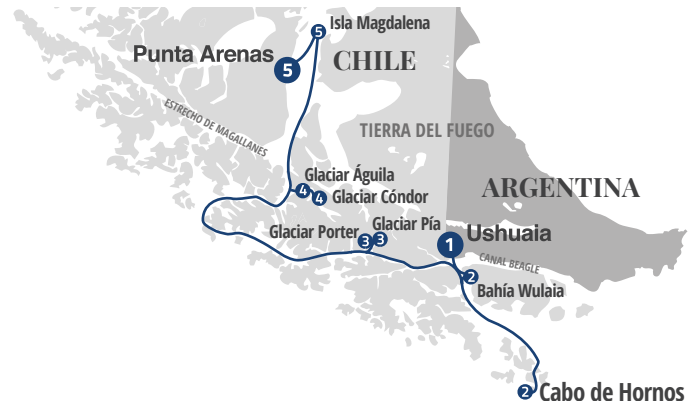 Isla Magdalena
5
Punta Arenas
5
CHILE
ESTRECHO DE MAGALLANES
TIERRA DEL FUEGO
Glaciar Águila
4
4
Glaciar Cóndor
ARGENTINA
Glaciar Pía
Glaciar Porter
3
3
1
Ushuaia
CANAL BEAGLE
2
Bahía Wulaia
2
Cabo de Hornos